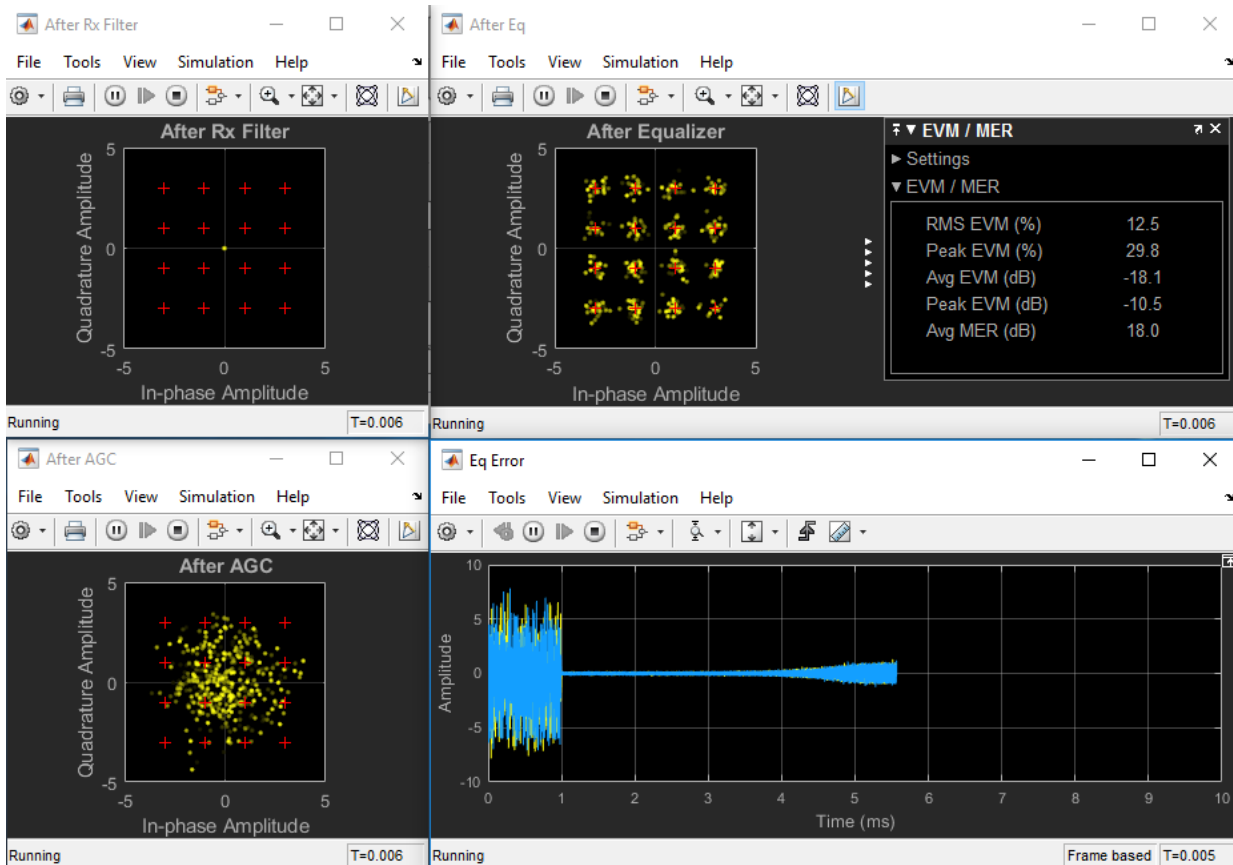 After Rx Filter
File Tools View Simulation Help
After Rx Filter
Quadrature Amplitude
5
0
-5
-5 0 5
In-phase Amplitude
Running T=0.006
After Eq
File Tools View Simulation Help
After Equalizer
Quadrature Amplitude
5
0
-5
-5 0 5
In-phase Amplitude
EVM / MER
Settings
EVM / MER
RMS EVM (%) 12.5
Peak EVM (%) 29.8
Avg EVM (dB) -18.1
Peak EVM (dB) -10.5
Avg MER (dB) 18.0
Running T=0.006
After AGC
File Tools View Simulation Help
After AGC
Quadrature Amplitude
5
0
-5
-5 0 5
In-phase Amplitude
Running T=0.006
Eq Error
File Tools View Simulation Help
Amplitude
10
5
0
-5
-10
0 1 2 3 4 5 6 7 8 9 10
Time (ms)
Running Frame based T=0.005